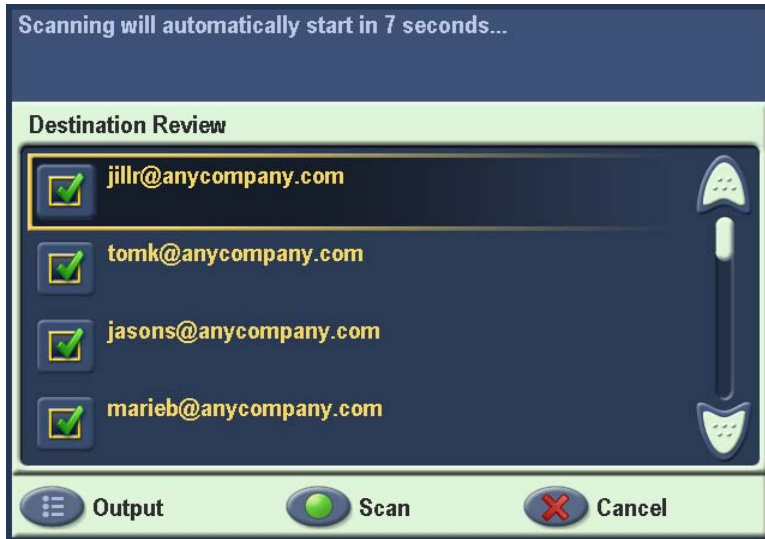 Scanning will automatically start in 7 seconds...
Destination Review
jillr@anycompany.com
tomk@anycompany.com
jasons@anycompany.com
marieb@anycompany.com
Output Scan Cancel